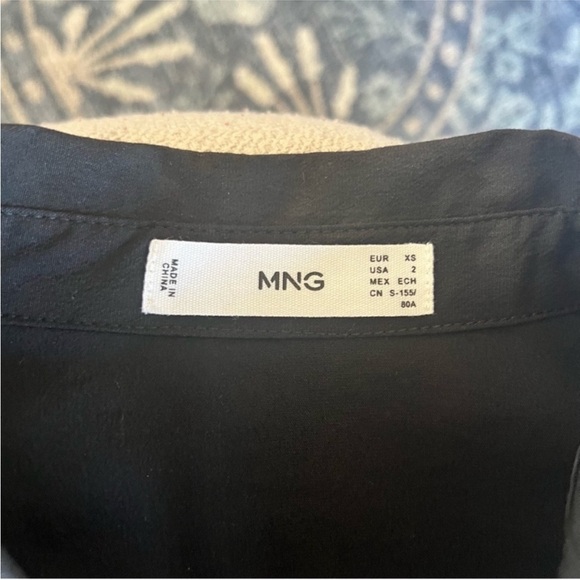 MADE IN
CHINA
MNG
EUR XS
USA 2
MEX ECH
CN S-155/
80A